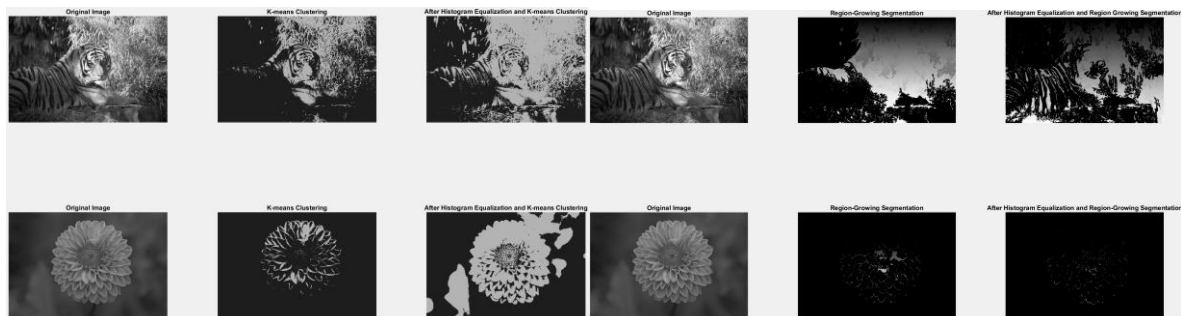 Original Image
K-means Clustering
After Histogram Equalization and K-means Clustering
Original Image
Region-Growing Segmentation
After Histogram Equalization and Region Growing Segmentation
Original Image
K-means Clustering
After Histogram Equalization and K-means Clustering
Original Image
Region-Growing Segmentation
After Histogram Equalization and Region-Growing Segmentation